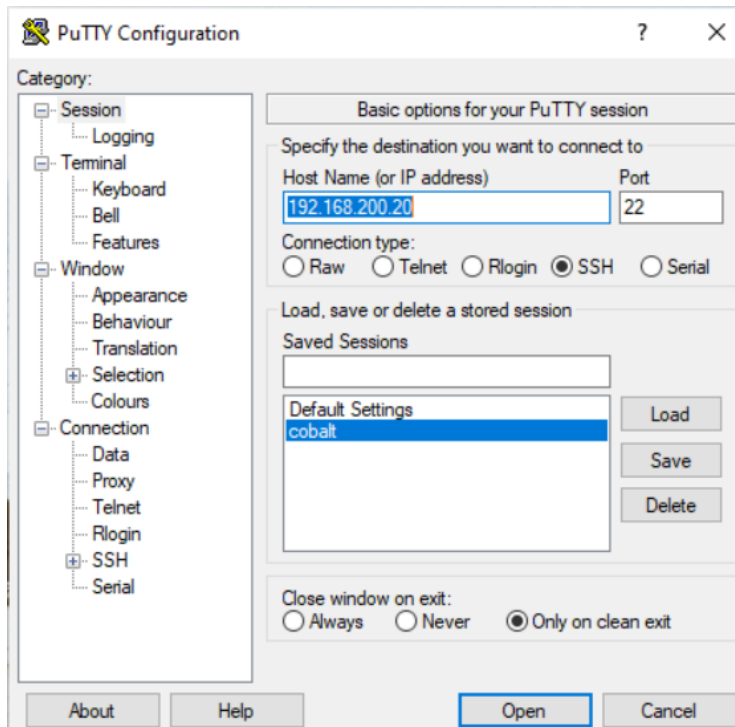 PuTTY Configuration
?
Category:
Session
Logging
Terminal
Keyboard
Bell
Features
Window
Appearance
Behaviour
Translation
Selection
Colours
Connection
Data
Proxy
Telnet
Rlogin
SSH
Serial
Basic options for your PuTTY session
Specify the destination you want to connect to
Host Name (or IP address) Port
192.168.200.20 22
Connection type:
Raw Telnet Rlogin SSH Serial
Load, save or delete a stored session
Saved Sessions
Default Settings
cobalt
Load
Save
Delete
Close window on exit:
Always Never Only on clean exit
About Help Open Cancel